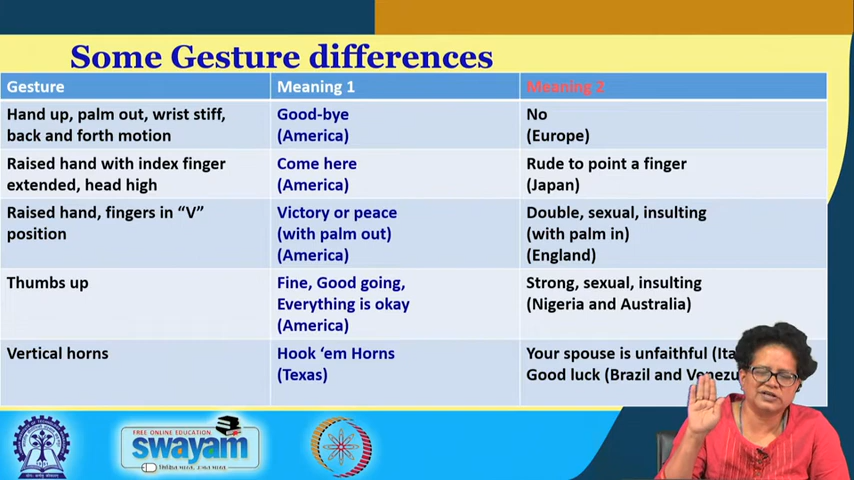 Some Gesture differences
Gesture Meaning 1 Meaning 2
Hand up, palm out, wrist stiff,
back and forth motion
Good-bye
(America)
No
(Europe)
Raised hand with index finger
extended, head high
Come here
(America)
Rude to point a finger
(Japan)
Raised hand, fingers in “V”
position
Victory or peace
(with palm out)
(America)
Double, sexual, insulting
(with palm in)
(England)
Thumbs up
Fine, Good going,
Everything is okay
(America)
Strong, sexual, insulting
(Nigeria and Australia)
Vertical horns
Hook ‘em Horns
(Texas)
Your spouse is unfaithful
Good luck (Brazil and
FREE ONLINE EDUCATION
swayam